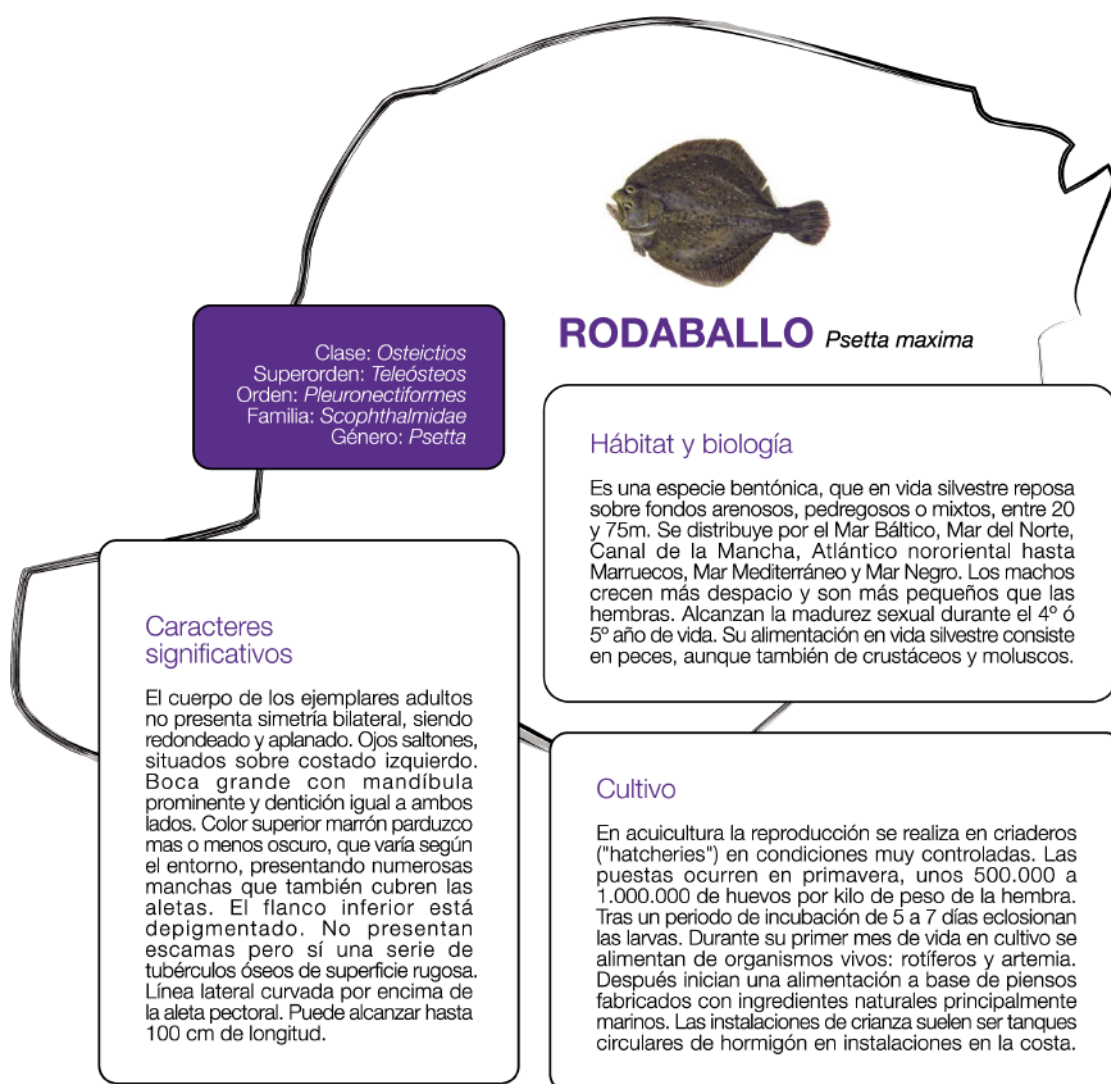 RODABALLO Psetta maxima
Clase: Osteictios
Superorden: Teleósteos
Orden: Pleuronectiformes
Familia: Scophthalmidae
Género: Psetta
Hábitat y biología
Es una especie bentónica, que en vida silvestre reposa
sobre fondos arenosos, pedregosos o mixtos, entre 20
y 75m. Se distribuye por el Mar Báltico, Mar del Norte,
Canal de la Mancha, Atlántico nororiental hasta
Marruecos, Mar Mediterráneo y Mar Negro. Los machos
crecen más despacio y son más pequeños que las
hembras. Alcanzan la madurez sexual durante el 4º ó
5º año de vida. Su alimentación en vida silvestre consiste
en peces, aunque también de crustáceos y moluscos.
Caracteres
significativos
El cuerpo de los ejemplares adultos
no presenta simetría bilateral, siendo
redondeado y aplanado. Ojos saltones,
situados sobre costado izquierdo.
Boca grande con mandíbula
prominente y dentición igual a ambos
lados. Color superior marrón parduzco
mas o menos oscuro, que varía según
el entorno, presentando numerosas
manchas que también cubren las
aletas. El flanco inferior está
depigmentado. No presentan
escamas pero sí una serie de
tubérculos óseos de superficie rugosa.
Línea lateral curvada por encima de
la aleta pectoral. Puede alcanzar hasta
100 cm de longitud.
Cultivo
En acuicultura la reproducción se realiza en criaderos
("hatcheries") en condiciones muy controladas. Las
puestas ocurren en primavera, unos 500.000 a
1.000.000 de huevos por kilo de peso de la hembra.
Tras un periodo de incubación de 5 a 7 días eclosionan
las larvas. Durante su primer mes de vida en cultivo se
alimentan de organismos vivos: rotíferos y artemia.
Después inician una alimentación a base de piensos
fabricados con ingredientes naturales principalmente
marinos. Las instalaciones de crianza suelen ser tanques
circulares de hormigón en instalaciones en la costa.